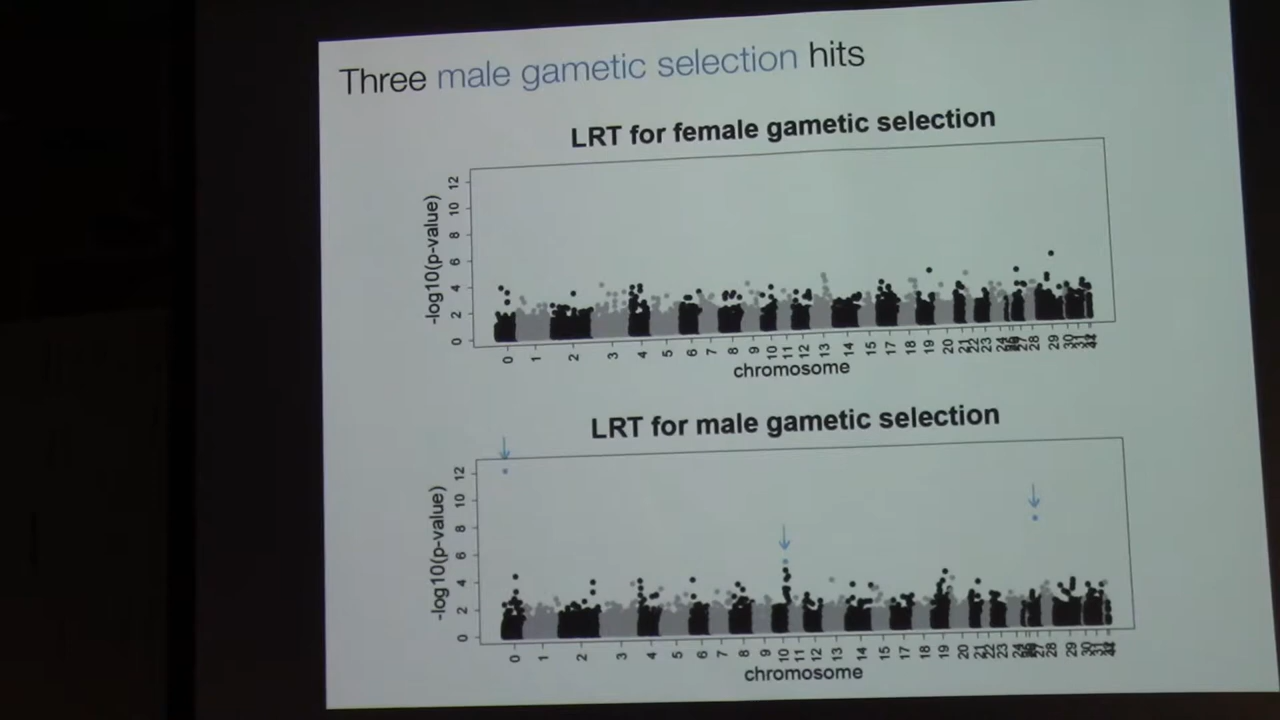 Three male gametic selection hits
LRT for female gametic selection
-log10(p-value)
0 2 4 6 8 10 12
0 1 2 3 4 5 6 7 8 9 10 11 12 13 14 15 17 18 19 20 21 22 23 24 27 28 29 30
chromosome
LRT for male gametic selection
-log10(p-value)
0 2 4 6 8 10 12
0 1 2 3 4 5 6 7 8 9 10 11 12 13 14 15 17 18 19 20 21 22 23 24 27 28 29 30
chromosome